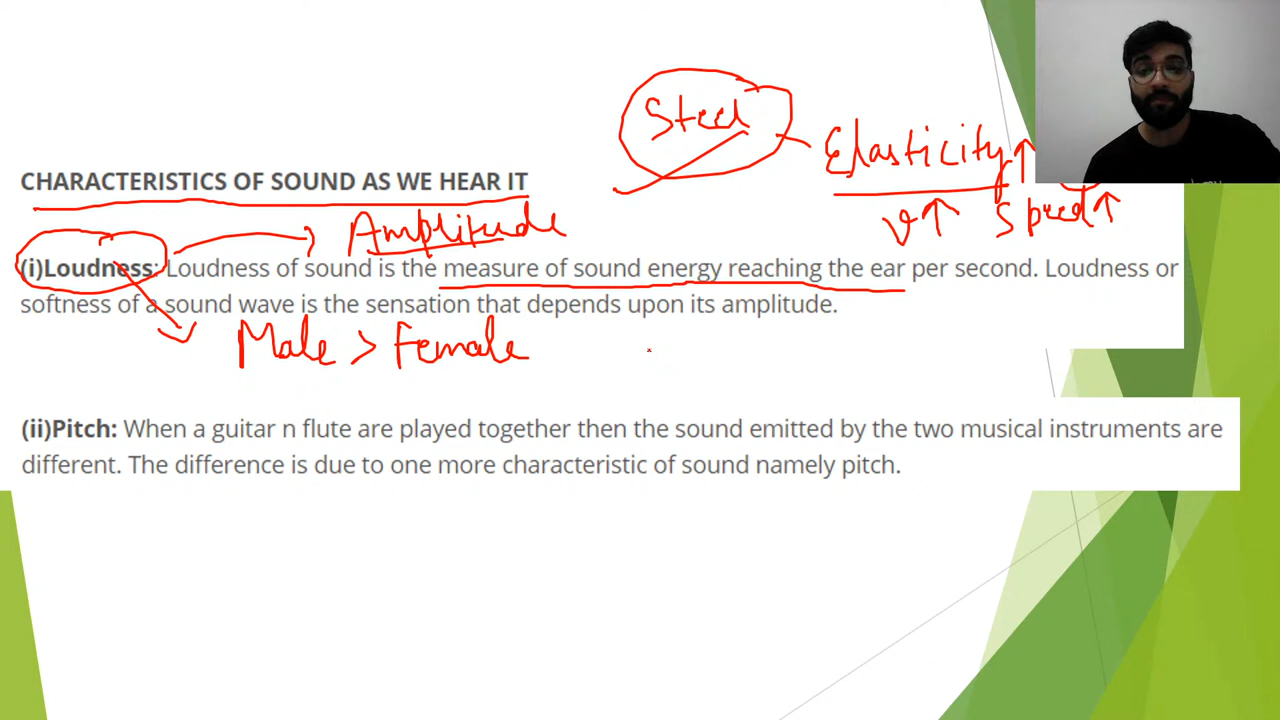 Steel
Elasticity↑
v↑ Speed↑
CHARACTERISTICS OF SOUND AS WE HEAR IT
Amplitude
(i)Loudness: Loudness of sound is the measure of sound energy reaching the ear per second. Loudness or
softness of a sound wave is the sensation that depends upon its amplitude.
Male > Female
(ii)Pitch: When a guitar n flute are played together then the sound emitted by the two musical instruments are
different. The difference is due to one more characteristic of sound namely pitch.